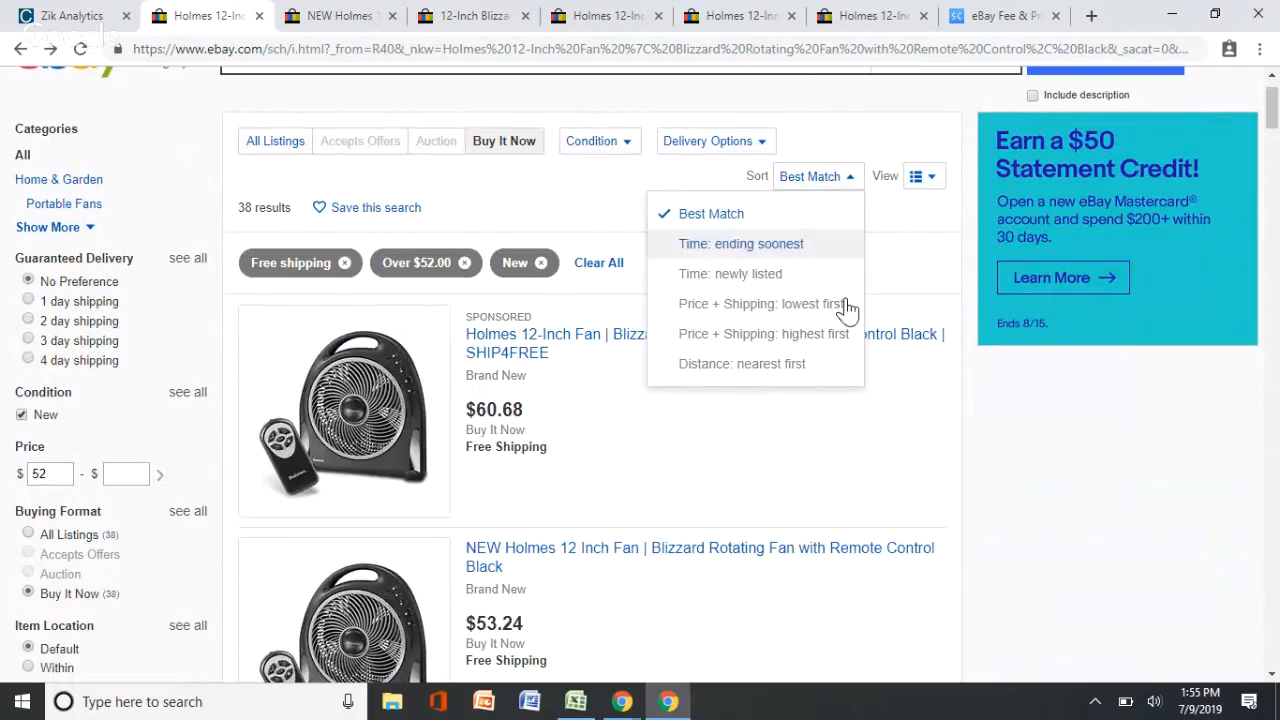 Zik Analytics
Holmes 12-Inc
NEW Holmes
12-Inch Blizza
Holmes 12-Inc
Holmes 12-Inc
Holmes 12-Inc
eBay Fee & Pr
https://www.ebay.com/sch/i.html?_from=R40&_nkw=Holmes%2012-Inch%20Fan%20%7C%20Blizzard%20Rotating%20Fan%20with%20Remote%20Control%2C%20Black&_sacat=0&...
Include description
Categories
All
Home & Garden
Portable Fans
Show More
Guaranteed Delivery see all
No Preference
1 day shipping
2 day shipping
3 day shipping
4 day shipping
Condition see all
New
Price
$ 52 - $
Buying Format see all
All Listings (38)
Accepts Offers
Auction
Buy It Now (38)
Item Location see all
Default
Within
All Listings Accepts Offers Auction Buy It Now Condition Delivery Options
Sort Best Match View
38 results Save this search
Best Match
Time: ending soonest
Time: newly listed
Price + Shipping: lowest first
Price + Shipping: highest first
Distance: nearest first
Free shipping Over $52.00 New Clear All
SPONSORED
Holmes 12-Inch Fan | Blizza ontrol Black |
SHIP4FREE
Brand New
$60.68
Buy It Now
Free Shipping
NEW Holmes 12 Inch Fan | Blizzard Rotating Fan with Remote Control
Black
Brand New
$53.24
Buy It Now
Free Shipping
Earn a $50
Statement Credit!
Open a new eBay Mastercard®
account and spend $200+ within
30 days.
Learn More
Ends 8/15.
Type here to search
1:55 PM
7/9/2019